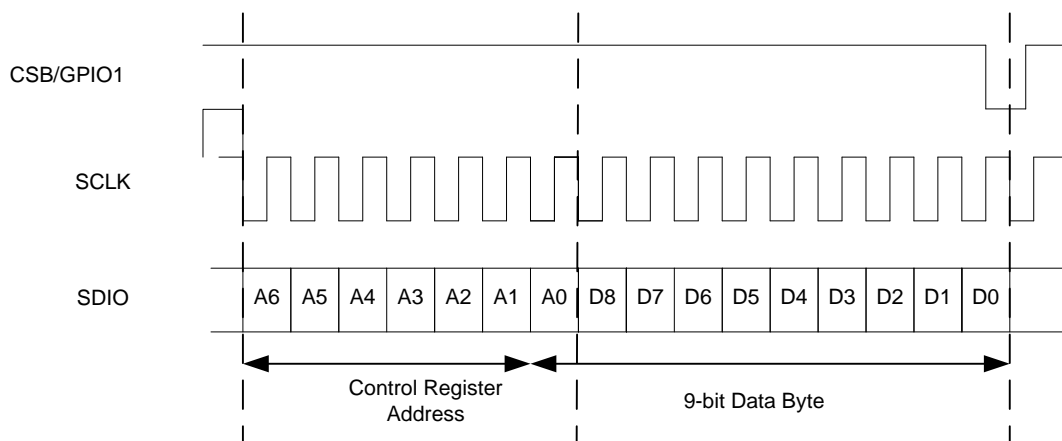 CSB/GPIO1
SCLK
SDIO
A6 A5 A4 A3 A2 A1 A0 D8 D7 D6 D5 D4 D3 D2 D1 D0
Control Register
Address
9-bit Data Byte